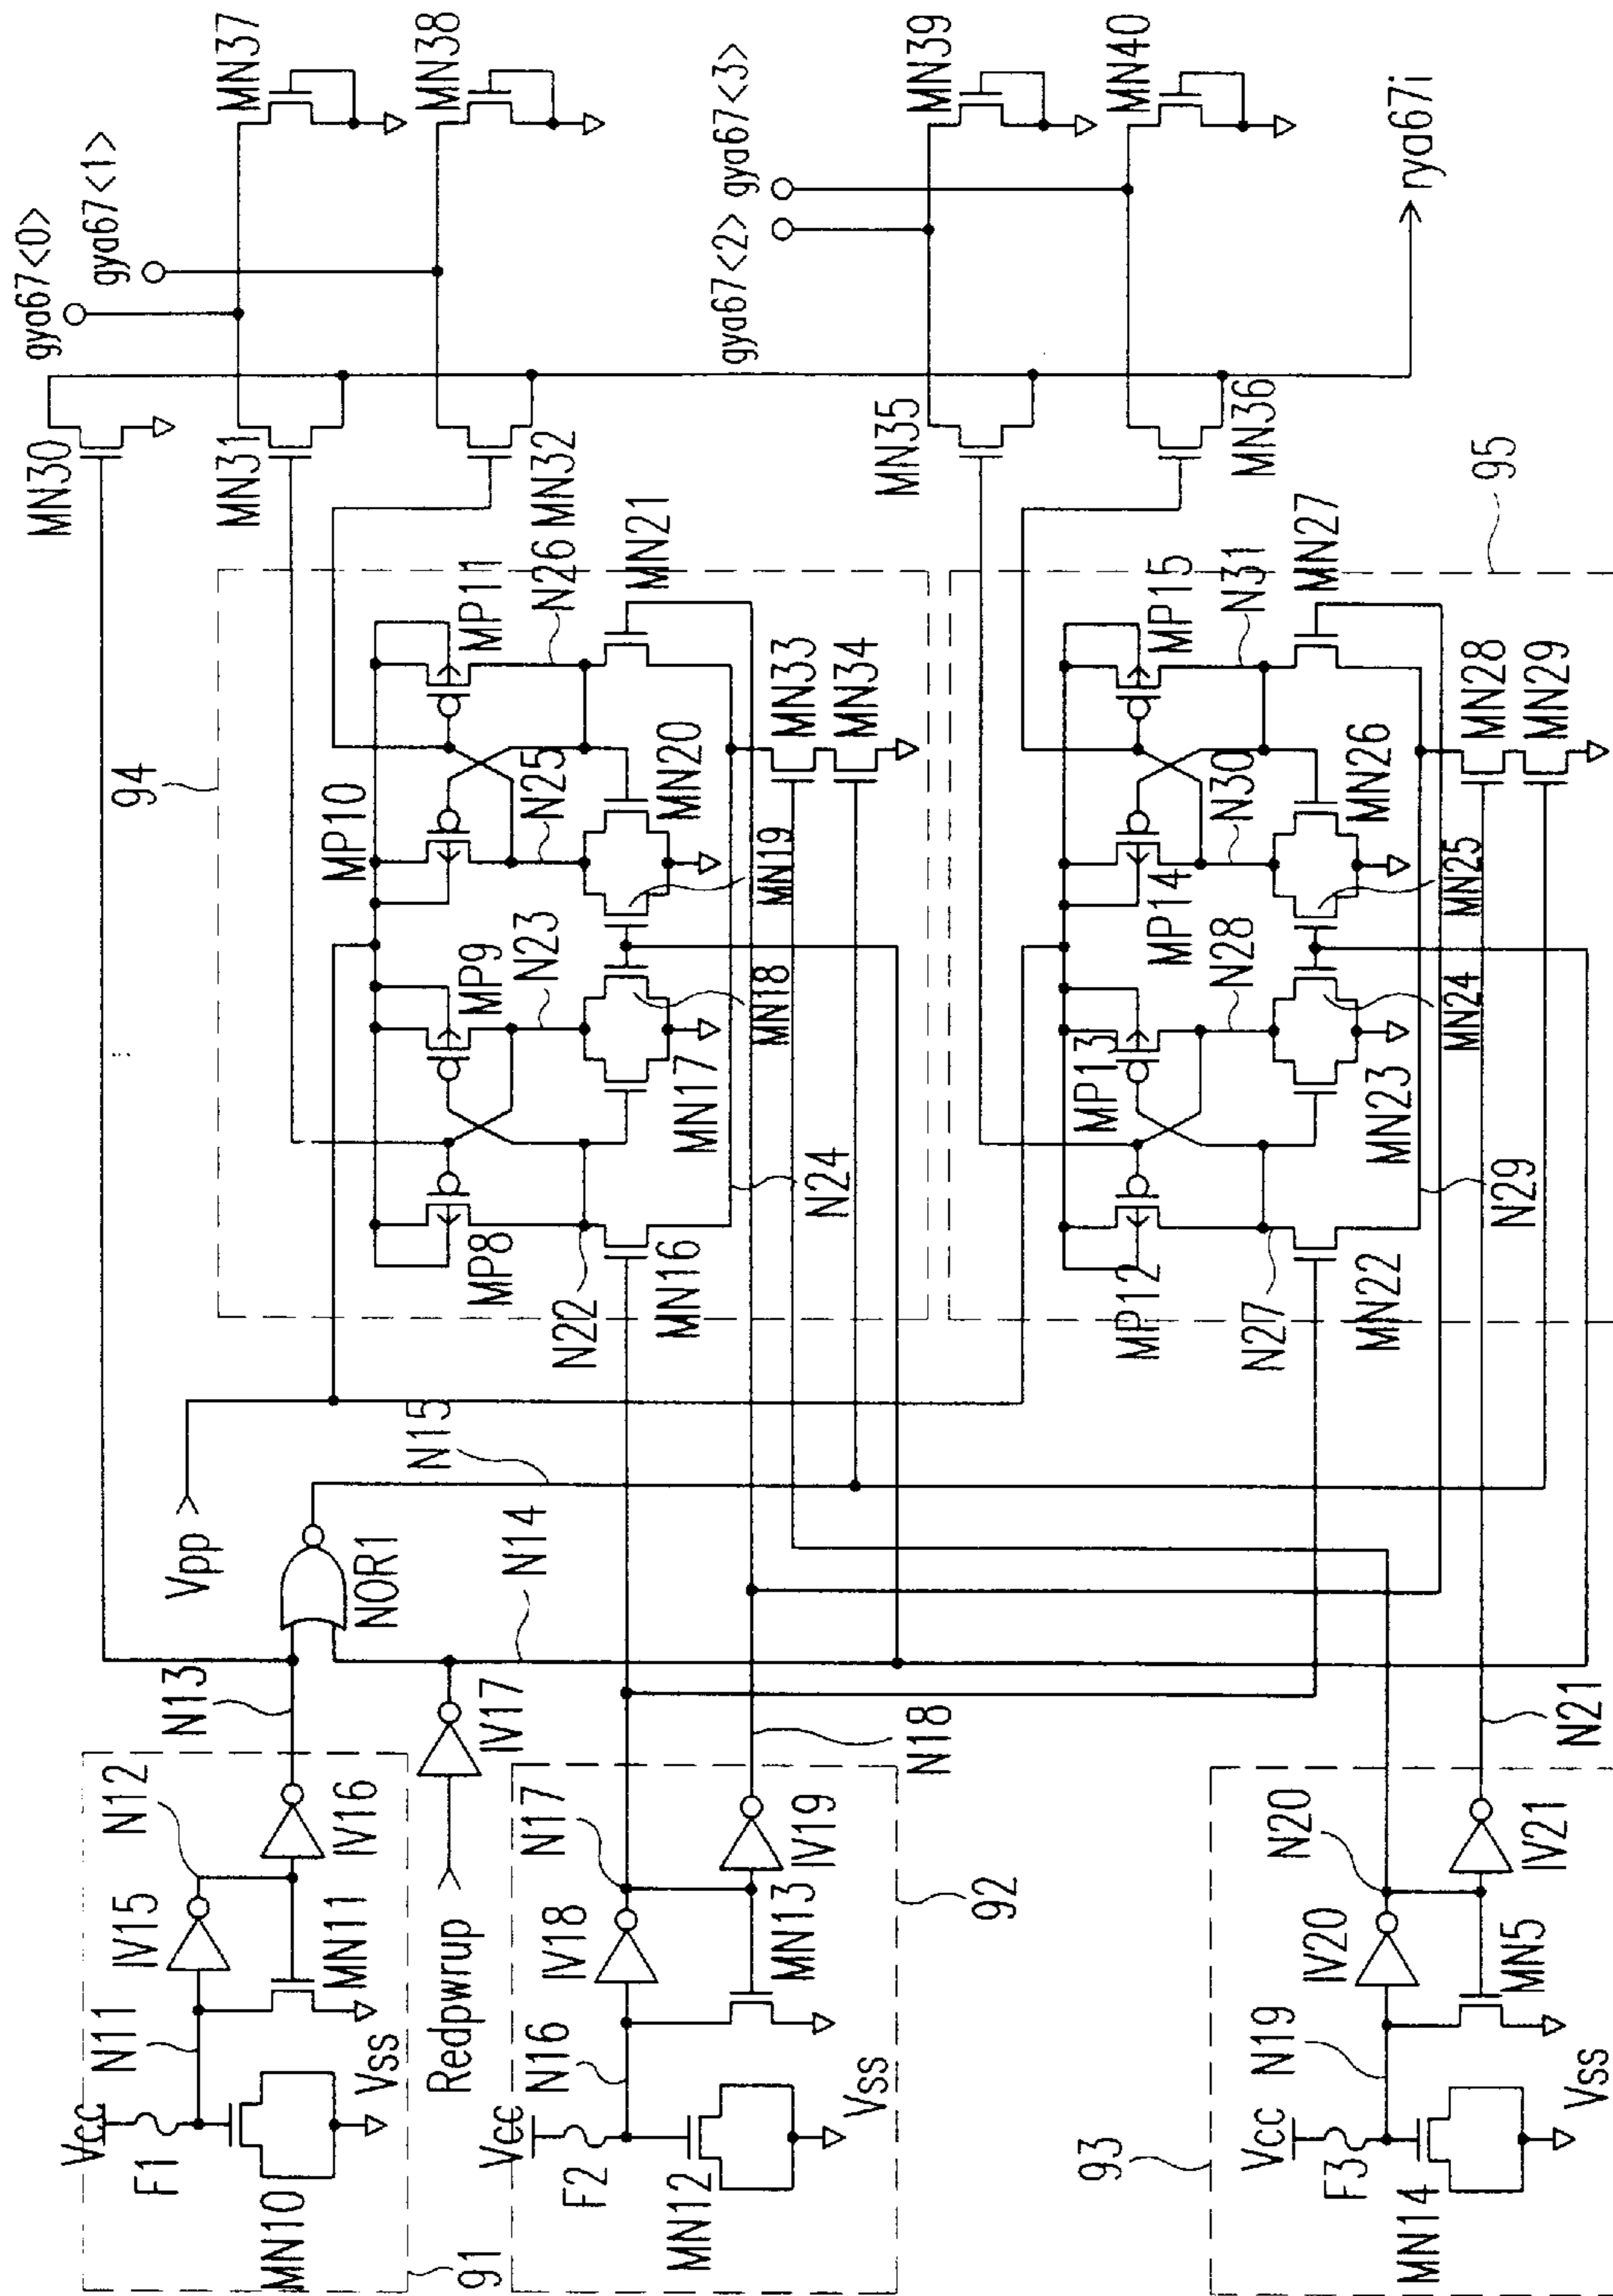 gya67<0>
gya67<1>
MN30
MN37
MN31
MN38
MN32
gya67<2>
gya67<3>
MN39
MN35
MN40
MN36
rya67i
94
MP8
MP9
MP10
MP11
N22
N23
N25
N26
MN16
MN17
MN18
MN19
MN20
MN21
N24
MN33
MN34
95
MP12
MP13
MP14
MP15
N27
N28
N30
N31
MN22
MN23
MN24
MN25
MN26
MN27
N29
MN28
MN29
Vpp
N15
NOR1
N13
N14
Vcc
F1
N11
IV15
N12
IV16
MN10
MN11
Vss
91
Redpwrup
IV17
Vcc
F2
N16
IV18
N17
IV19
N18
MN12
MN13
Vss
92
93
Vcc
F3
N19
IV20
N20
IV21
N21
MN14
MN5
Vss